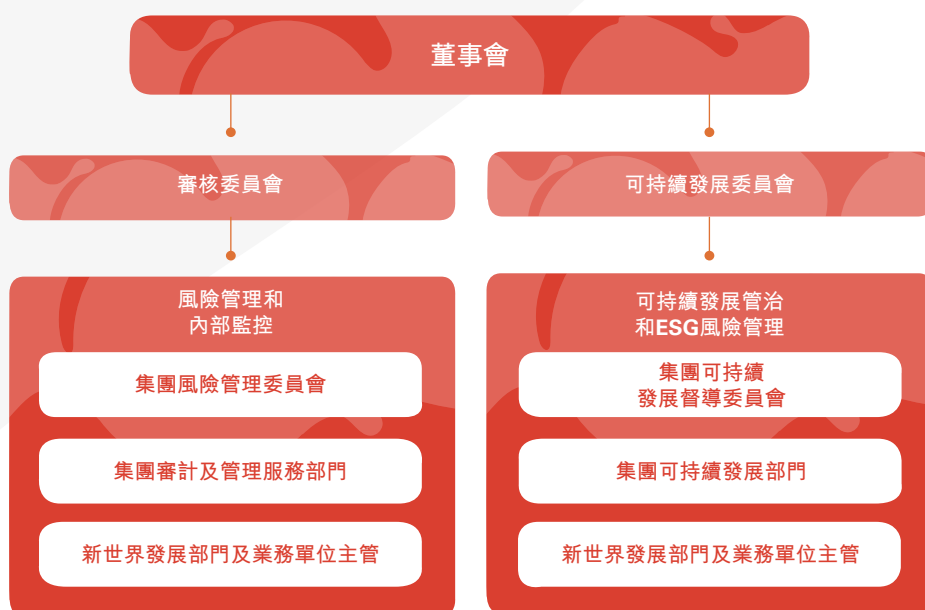 董事會
審核委員會
可持續發展委員會
風險管理和
內部監控
集團風險管理委員會
集團審計及管理服務部門
新世界發展部門及業務單位主管
可持續發展管治
和ESG風險管理
集團可持續
發展督導委員會
集團可持續發展部門
新世界發展部門及業務單位主管